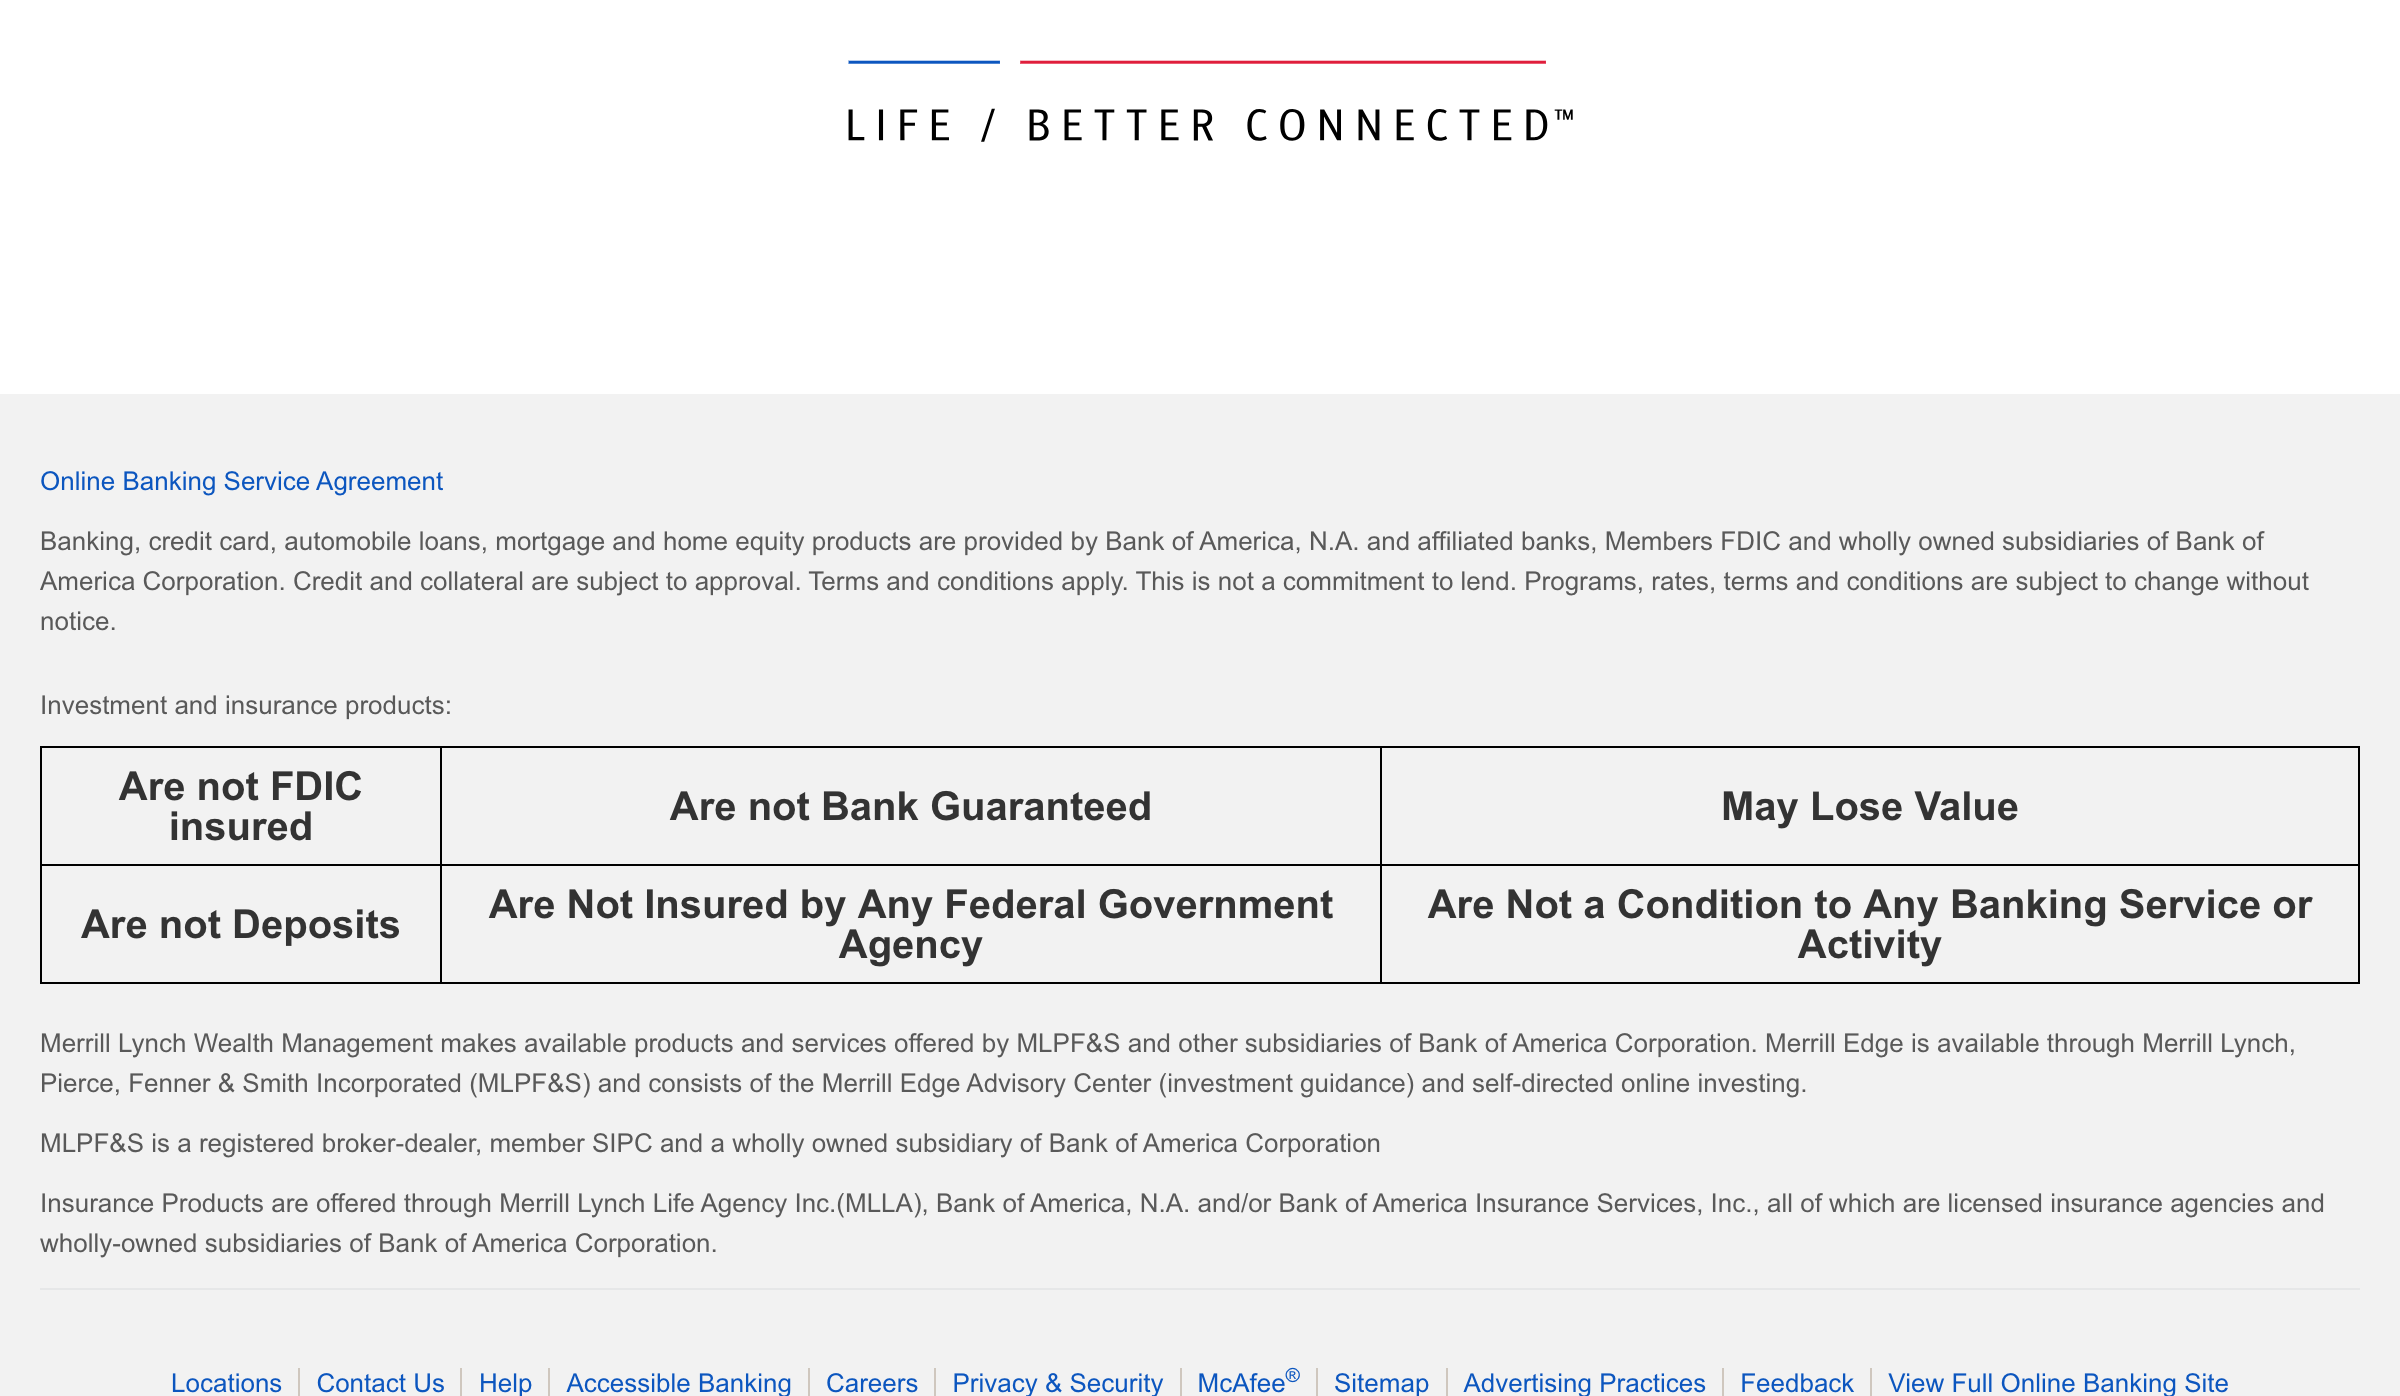 LIFE / BETTER CONNECTED™
Online Banking Service Agreement
Banking, credit card, automobile loans, mortgage and home equity products are provided by Bank of America, N.A. and affiliated banks, Members FDIC and wholly owned subsidiaries of Bank of
America Corporation. Credit and collateral are subject to approval. Terms and conditions apply. This is not a commitment to lend. Programs, rates, terms and conditions are subject to change without
notice.
Investment and insurance products:
Are not FDIC
insured
Are not Bank Guaranteed
May Lose Value
Are not Deposits
Are Not Insured by Any Federal Government
Agency
Are Not a Condition to Any Banking Service or
Activity
Merrill Lynch Wealth Management makes available products and services offered by MLPF&S and other subsidiaries of Bank of America Corporation. Merrill Edge is available through Merrill Lynch,
Pierce, Fenner & Smith Incorporated (MLPF&S) and consists of the Merrill Edge Advisory Center (investment guidance) and self-directed online investing.
MLPF&S is a registered broker-dealer, member SIPC and a wholly owned subsidiary of Bank of America Corporation
Insurance Products are offered through Merrill Lynch Life Agency Inc.(MLLA), Bank of America, N.A. and/or Bank of America Insurance Services, Inc., all of which are licensed insurance agencies and
wholly-owned subsidiaries of Bank of America Corporation.
Locations Contact Us Help Accessible Banking Careers Privacy & Security McAfee® Sitemap Advertising Practices Feedback View Full Online Banking Site